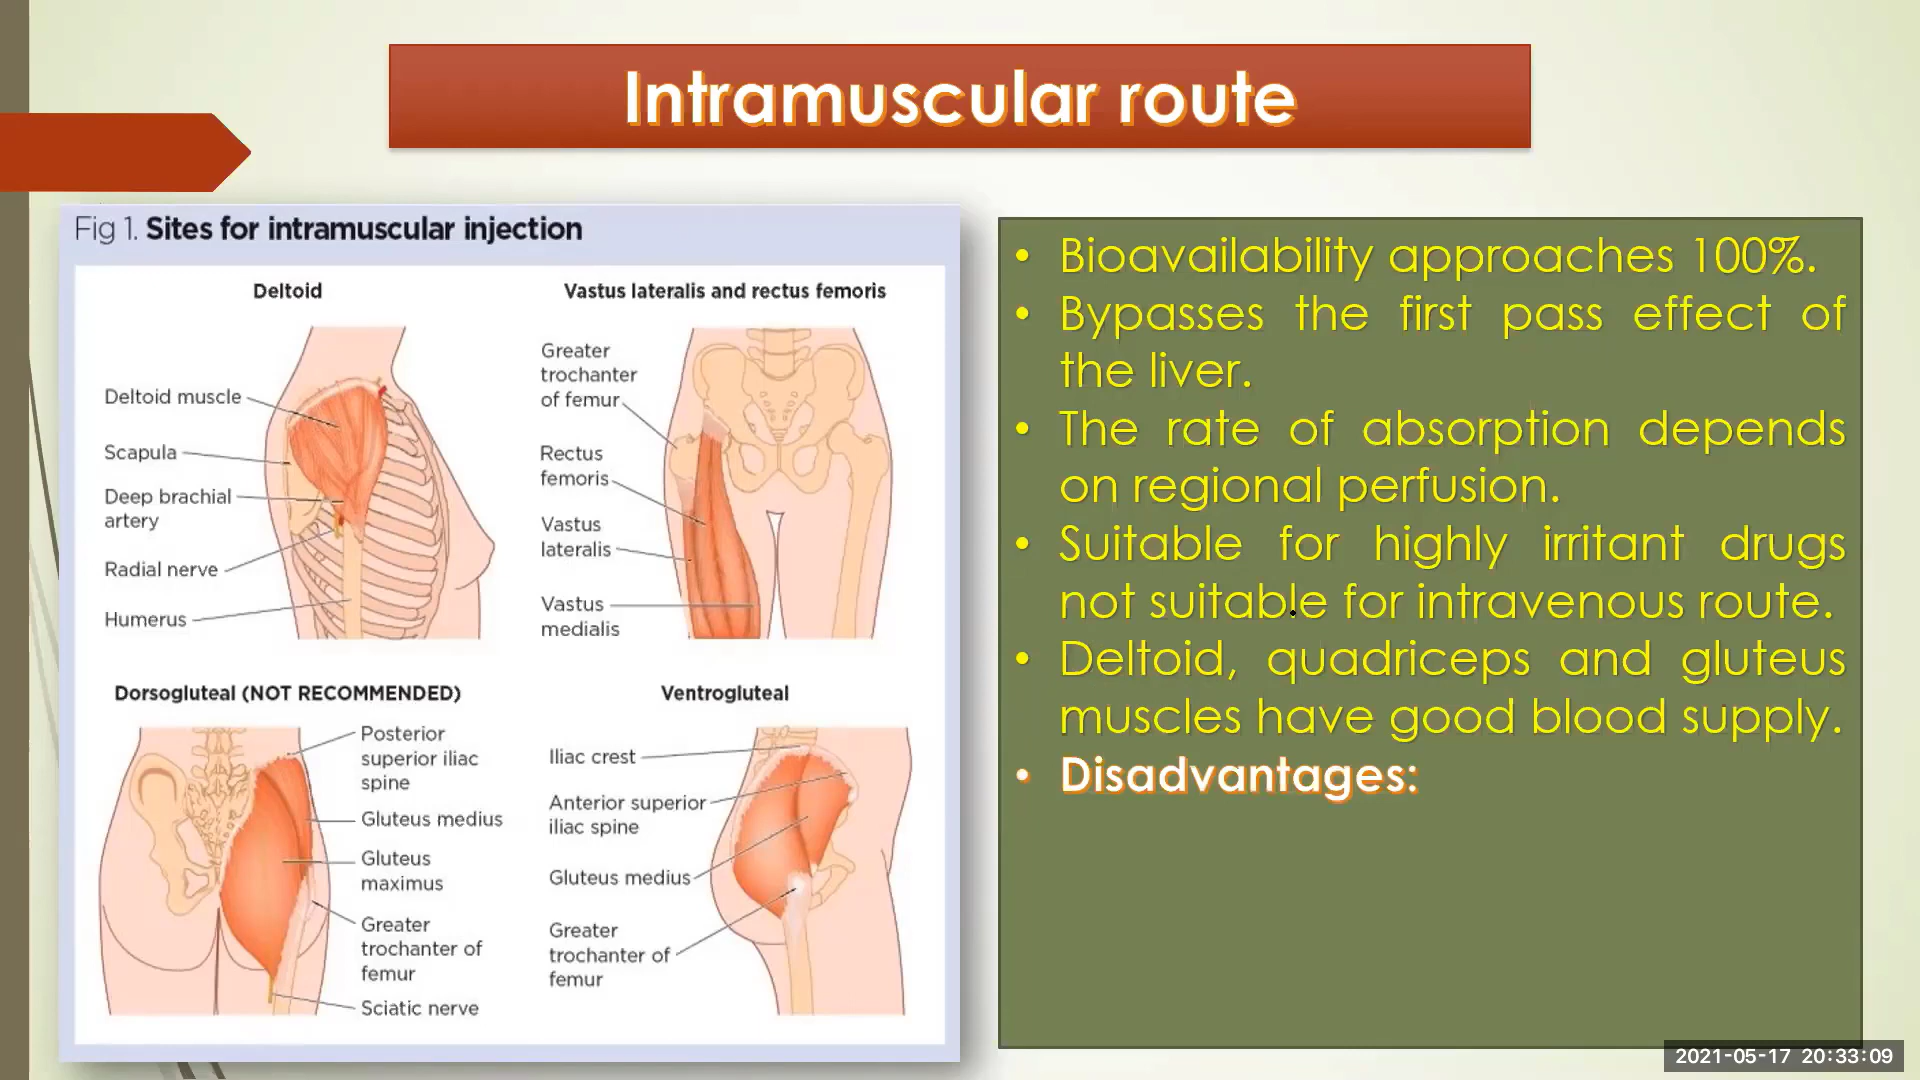 Intramuscular route
Fig 1. Sites for intramuscular injection
Deltoid
Deltoid muscle
Scapula
Deep brachial
artery
Radial nerve
Humerus
Vastus lateralis and rectus femoris
Greater
trochanter
of femur
Rectus
femoris
Vastus
lateralis
Vastus
medialis
Dorsogluteal (NOT RECOMMENDED)
Posterior
superior iliac
spine
Gluteus medius
Gluteus
maximus
Greater
trochanter of
femur
Sciatic nerve
Ventrogluteal
Iliac crest
Anterior superior
iliac spine
Gluteus medius
Greater
trochanter of
femur
• Bioavailability approaches 100%.
• Bypasses the first pass effect of
the liver.
• The rate of absorption depends
on regional perfusion.
• Suitable for highly irritant drugs
not suitable for intravenous route.
• Deltoid, quadriceps and gluteus
muscles have good blood supply.
• Disadvantages:
2021-05-17 20:33:09